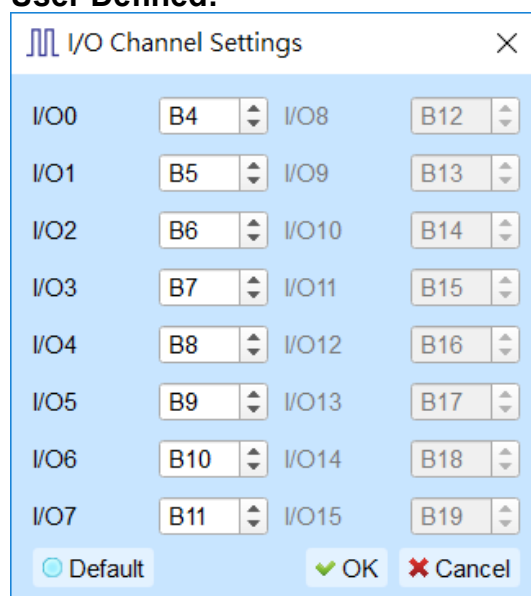 User Defined:
I/O Channel Settings
I/O0 B4 I/O8 B12
I/O1 B5 I/O9 B13
I/O2 B6 I/O10 B14
I/O3 B7 I/O11 B15
I/O4 B8 I/O12 B16
I/O5 B9 I/O13 B17
I/O6 B10 I/O14 B18
I/O7 B11 I/O15 B19
Default OK Cancel